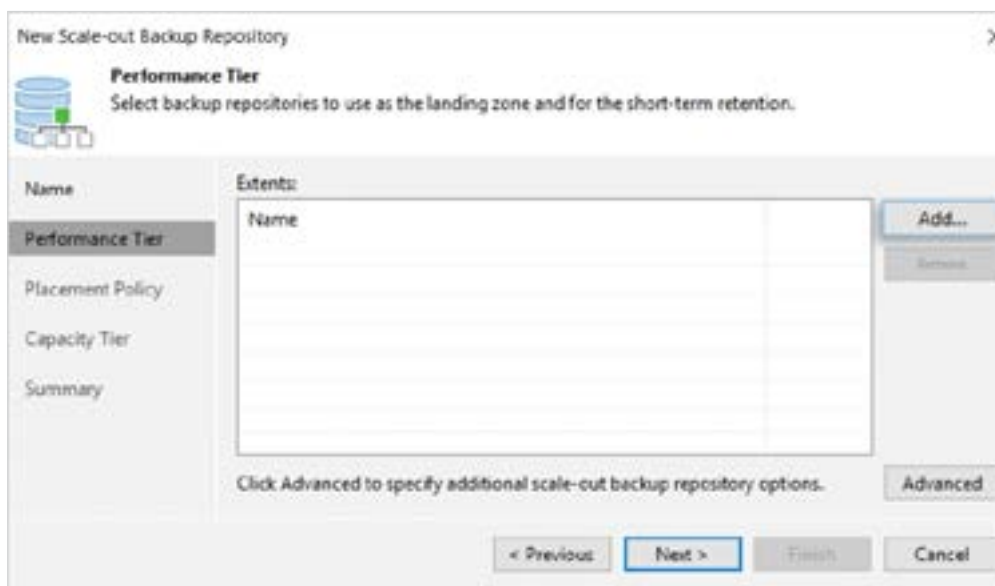 New Scale-out Backup Repository
Performance Tier
Select backup repositories to use as the landing zone and for the short-term retention.
Name
Performance Tier
Placement Policy
Capacity Tier
Summary
Extents:
Name
Add...
Remove
Click Advanced to specify additional scale-out backup repository options.
Advanced
< Previous
Next >
Finish
Cancel